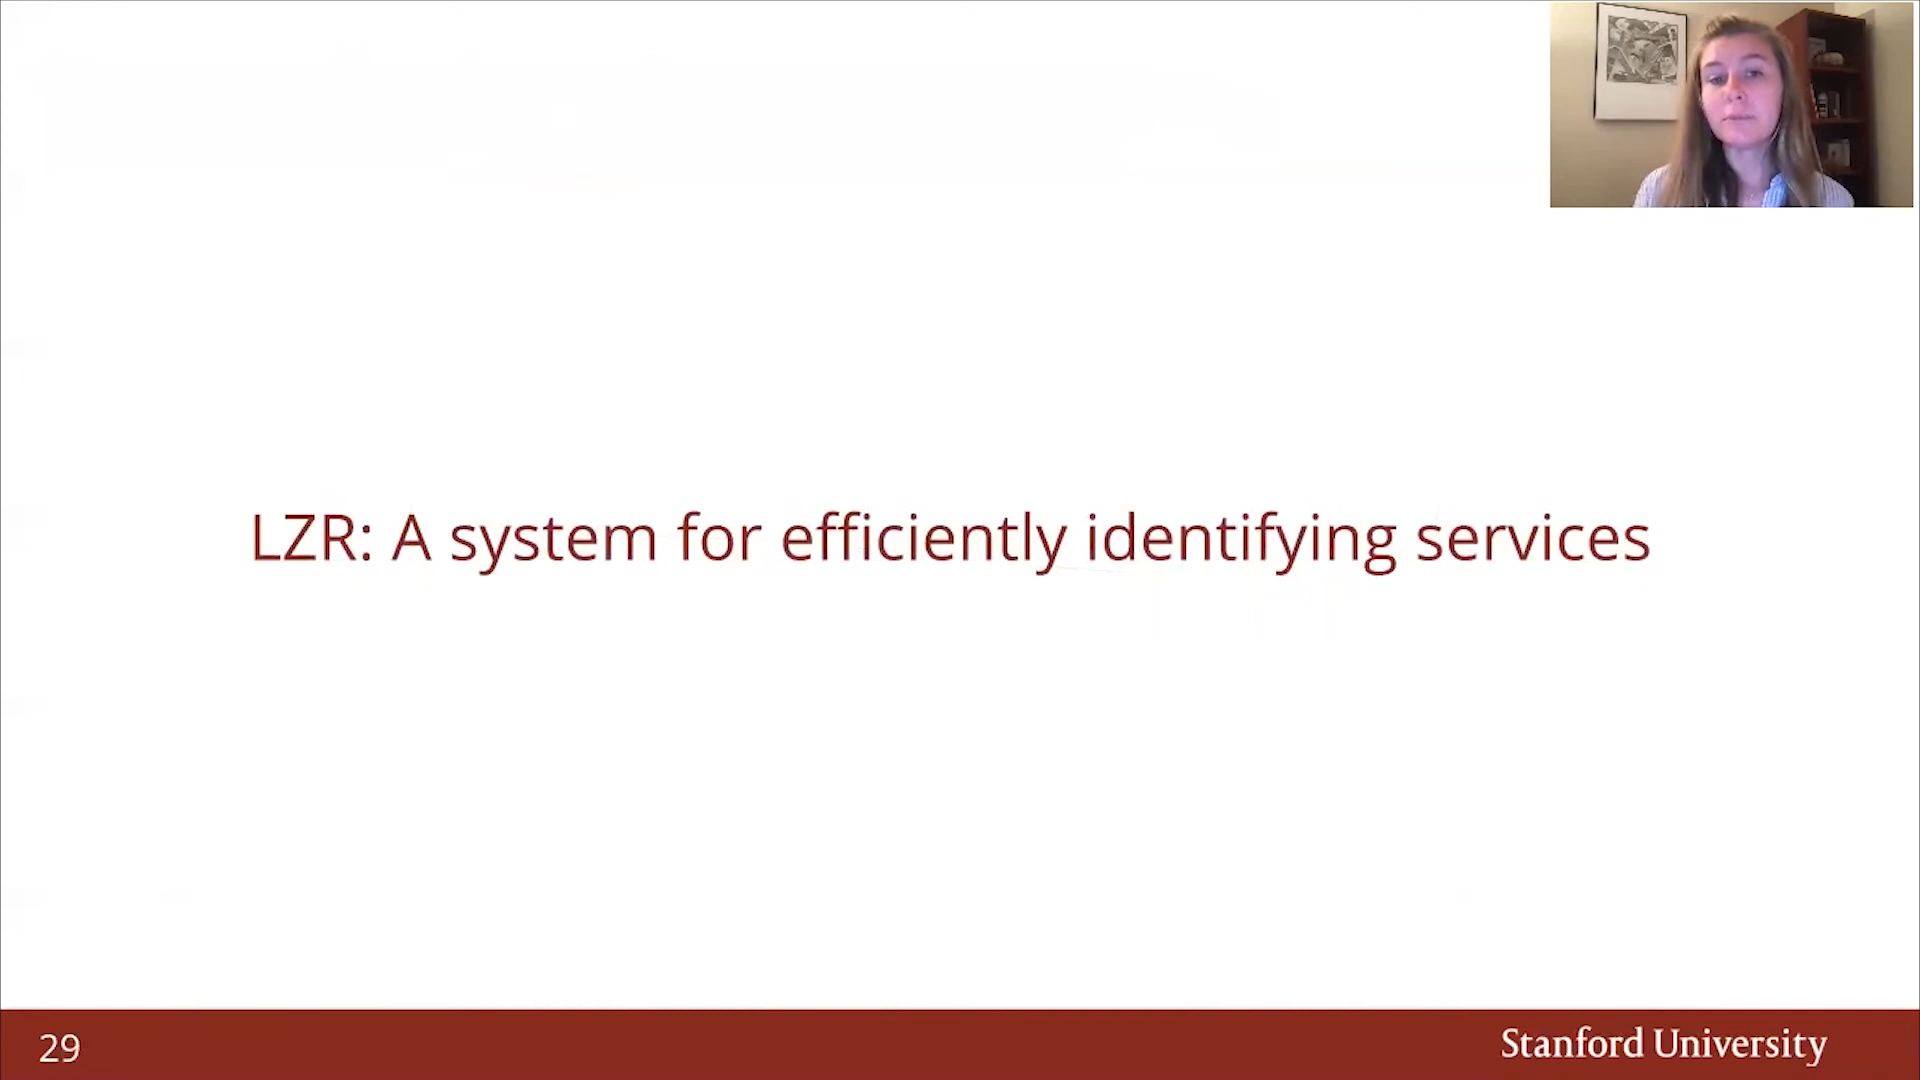 LZR: A system for efficiently identifying services
29
Stanford University